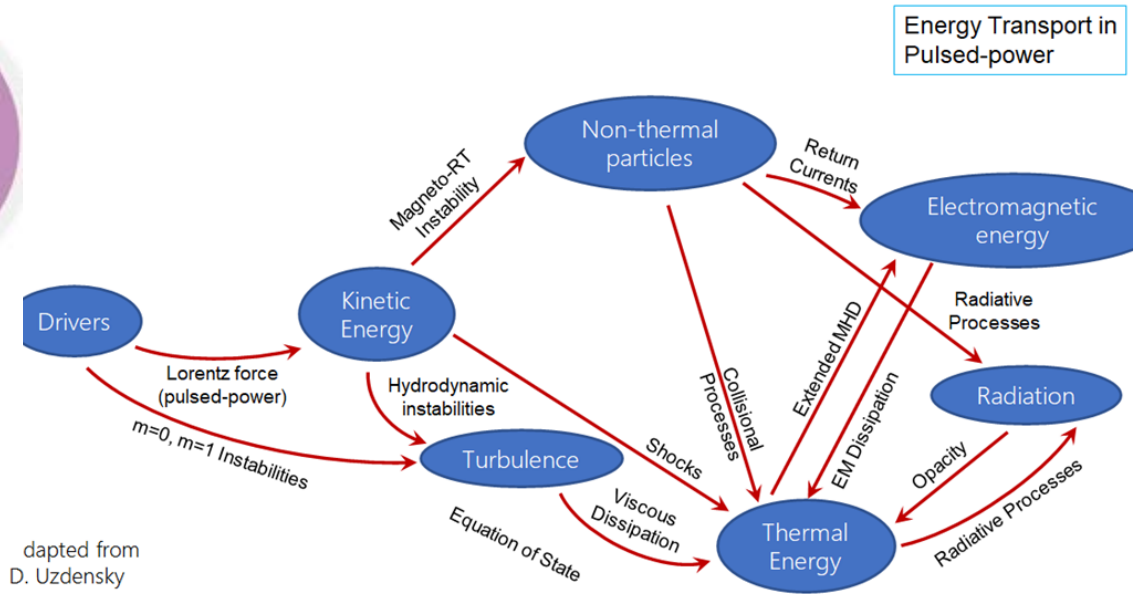 Energy Transport in
Pulsed-power
Non-thermal
particles
Return
Currents
Magneto-RT
Instability
Electromagnetic
energy
Drivers
Kinetic
Energy
Radiative
Processes
Lorentz force
(pulsed-power)
Hydrodynamic
instabilities
Collisional
Processes
Extended MHD
EM Dissipation
Radiation
m=0, m=1 Instabilities
Turbulence
Shocks
Opacity
Radiative Processes
Viscous
Dissipation
Equation of State
Thermal
Energy
dapted from
D. Uzdensky